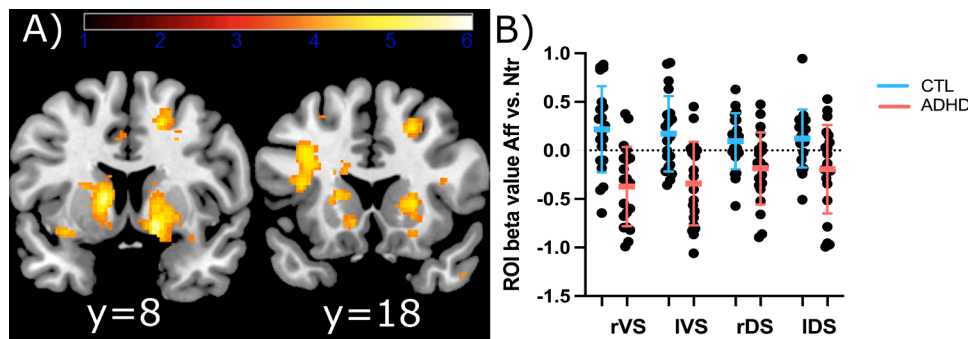 A)
1 2 3 4 5 6
y=8 y=18
B)
ROI beta value Aff vs. Ntr
1.0
0.5
0.0
-0.5
-1.0
-1.5
rVS lVS rDS lDS
CTL
ADHD